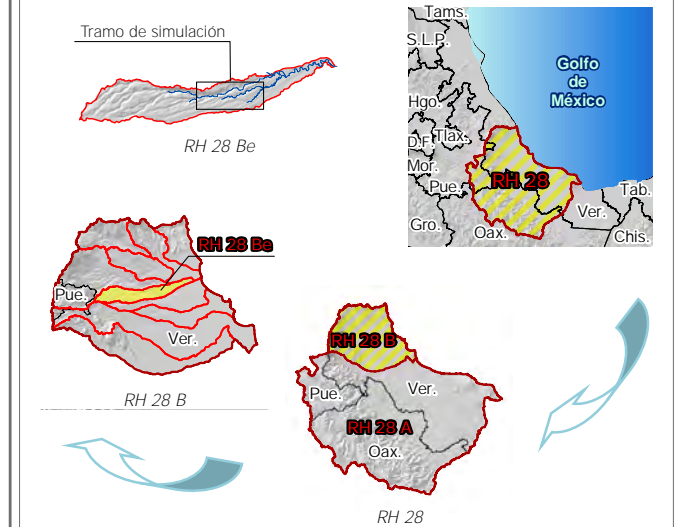 Tramo de simulación
RH 28 Be
Tams.
S.L.P.
Golfo
de
México
Hgo.
D.F.
Tlax.
Mor.
Pue.
RH 28
Tab.
Ver.
Gro.
Oax.
Chis.
RH 28 Be
Pue.
Ver.
RH 28 B
RH 28 B
Pue.
Ver.
RH 28 A
Oax.
RH 28